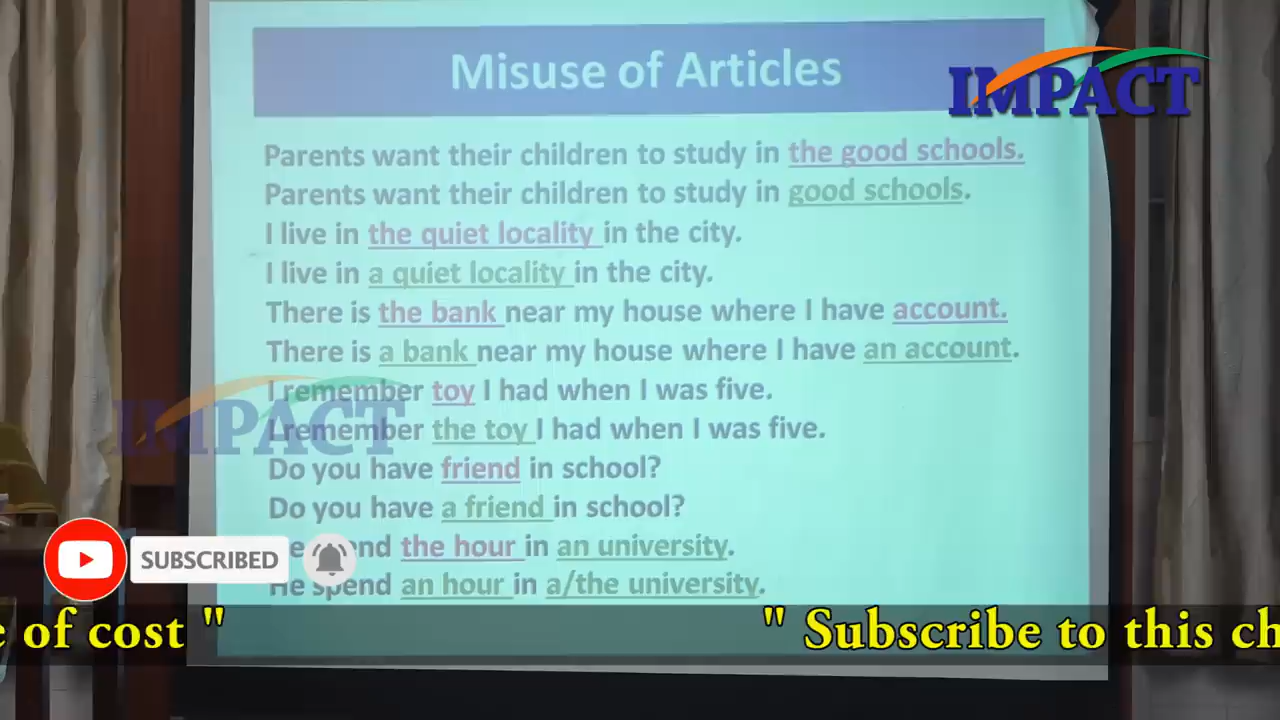 Misuse of Articles
IMPACT
Parents want their children to study in the good schools.
Parents want their children to study in good schools.
I live in the quiet locality in the city.
I live in a quiet locality in the city.
There is the bank near my house where I have account.
There is a bank near my house where I have an account.
I remember toy I had when I was five.
IMPACT
I remember the toy I had when I was five.
Do you have friend in school?
Do you have a friend in school?
the hour in an university.
SUBSCRIBED
He spend an hour in a/the university.
of cost " " Subscribe to this